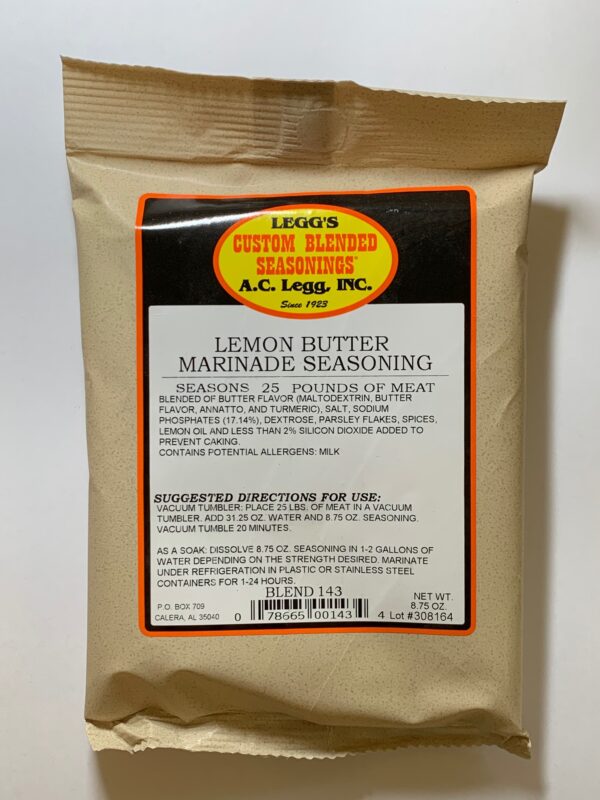 LEGG'S
CUSTOM BLENDED
SEASONINGS
A.C. Legg, INC.
Since 1923
LEMON BUTTER
MARINADE SEASONING
SEASONS 25 POUNDS OF MEAT
BLENDED OF BUTTER FLAVOR (MALTODEXTRIN, BUTTER
FLAVOR, ANNATTO, AND TURMERIC), SALT, SODIUM
PHOSPHATES (17.14%), DEXTROSE, PARSLEY FLAKES, SPICES,
LEMON OIL AND LESS THAN 2% SILICON DIOXIDE ADDED TO
PREVENT CAKING.
CONTAINS POTENTIAL ALLERGENS: MILK
SUGGESTED DIRECTIONS FOR USE:
VACUUM TUMBLER: PLACE 25 LBS. OF MEAT IN A VACUUM
TUMBLER. ADD 31.25 OZ. WATER AND 8.75 OZ. SEASONING.
VACUUM TUMBLE 20 MINUTES.
AS A SOAK: DISSOLVE 8.75 OZ. SEASONING IN 1-2 GALLONS OF
WATER DEPENDING ON THE STRENGTH DESIRED. MARINATE
UNDER REFRIGERATION IN PLASTIC OR STAINLESS STEEL
CONTAINERS FOR 1-24 HOURS.
BLEND 143
P.O. BOX 709
CALERA, AL 35040
0 78665 00143 4
NET WT.
8.75 OZ.
Lot #308164